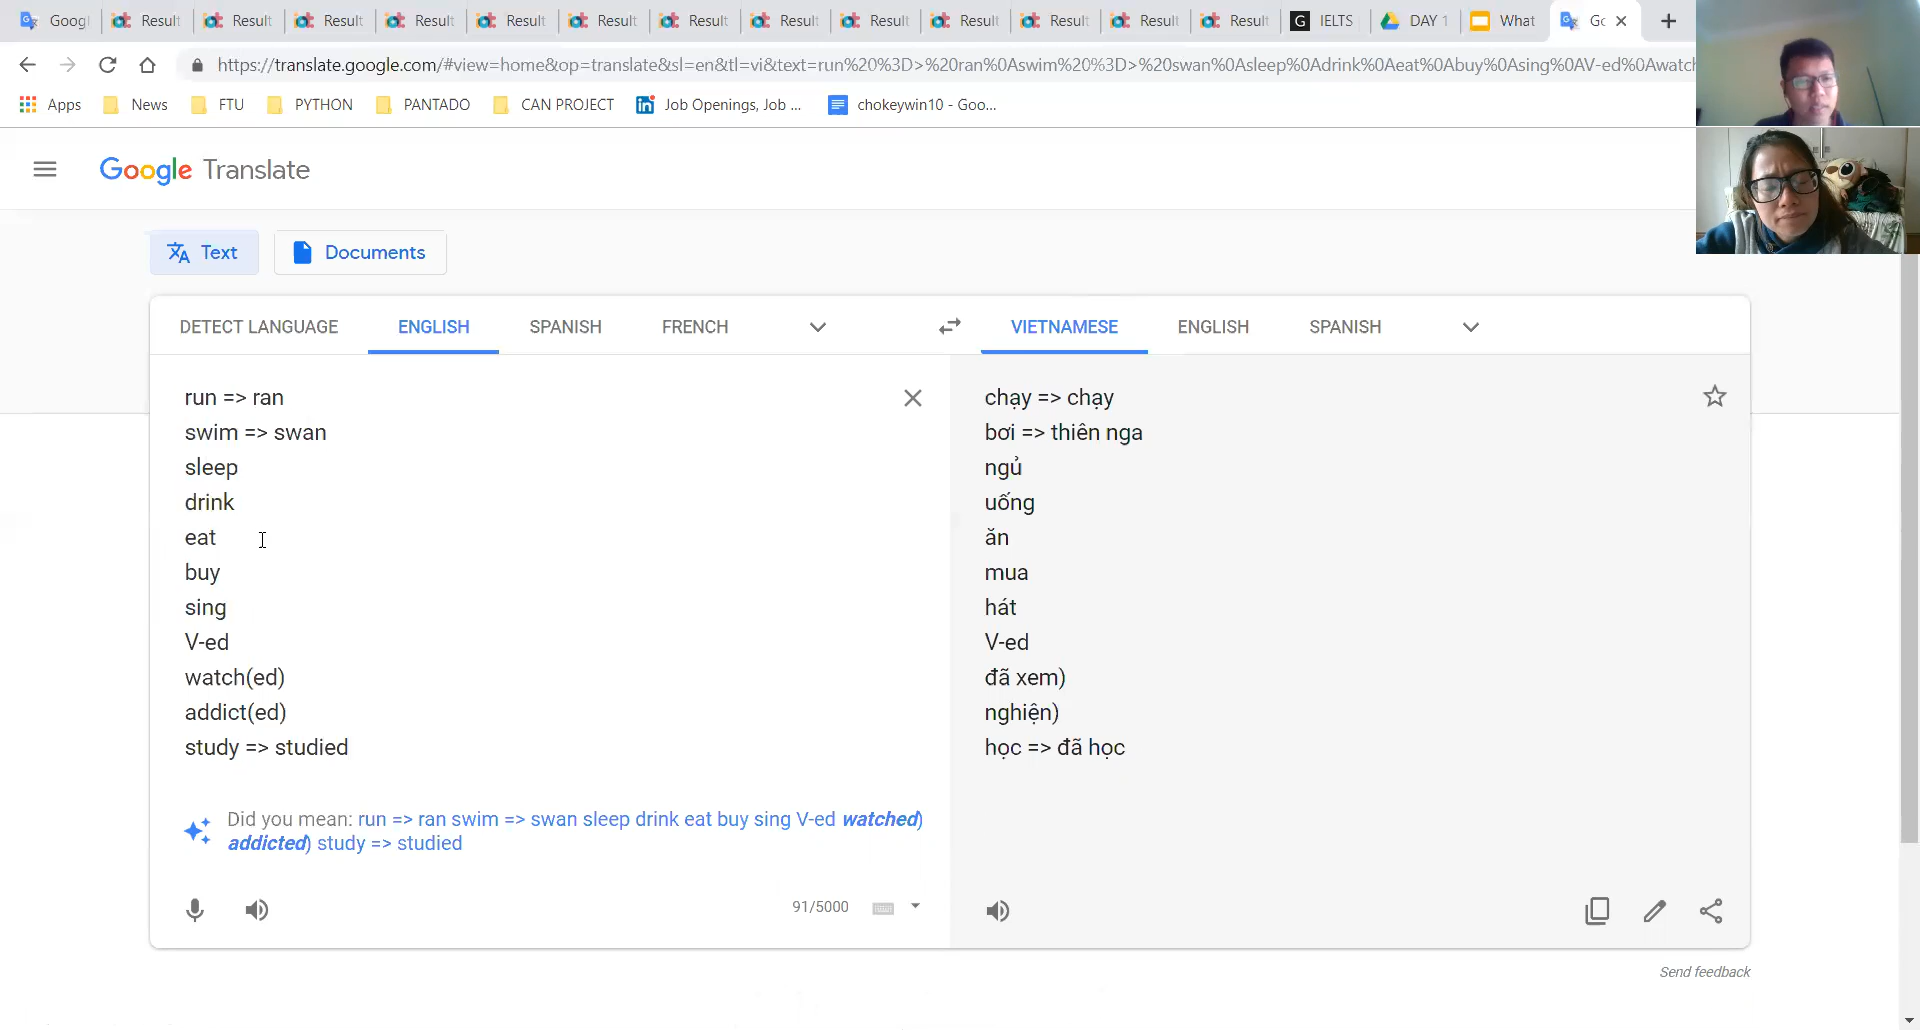 Googl
Result
Result
Result
Result
Result
Result
Result
Result
Result
Result
Result
Result
Result
IELTS
DAY 1
What
Go
https://translate.google.com/#view=home&op=translate&sl=en&tl=vi&text=run%20%3D>%20ran%0Aswim%20%3D>%20swan%0Asleep%0Adrink%0Aeat%0Abuy%0Asing%0AV-ed%0Awatch
Apps
News
FTU
PYTHON
PANTADO
CAN PROJECT
Job Openings, Job ...
chokeywin10 - Goo...
Google Translate
Text
Documents
DETECT LANGUAGE
ENGLISH
SPANISH
FRENCH
VIETNAMESE
ENGLISH
SPANISH
run => ran
swim => swan
sleep
drink
eat
buy
sing
V-ed
watch(ed)
addict(ed)
study => studied
chạy => chạy
bơi => thiên nga
ngủ
uống
ăn
mua
hát
V-ed
đã xem)
nghiện)
học => đã học
Did you mean: run => ran swim => swan sleep drink eat buy sing V-ed watched)
addicted) study => studied
91/5000
Send feedback